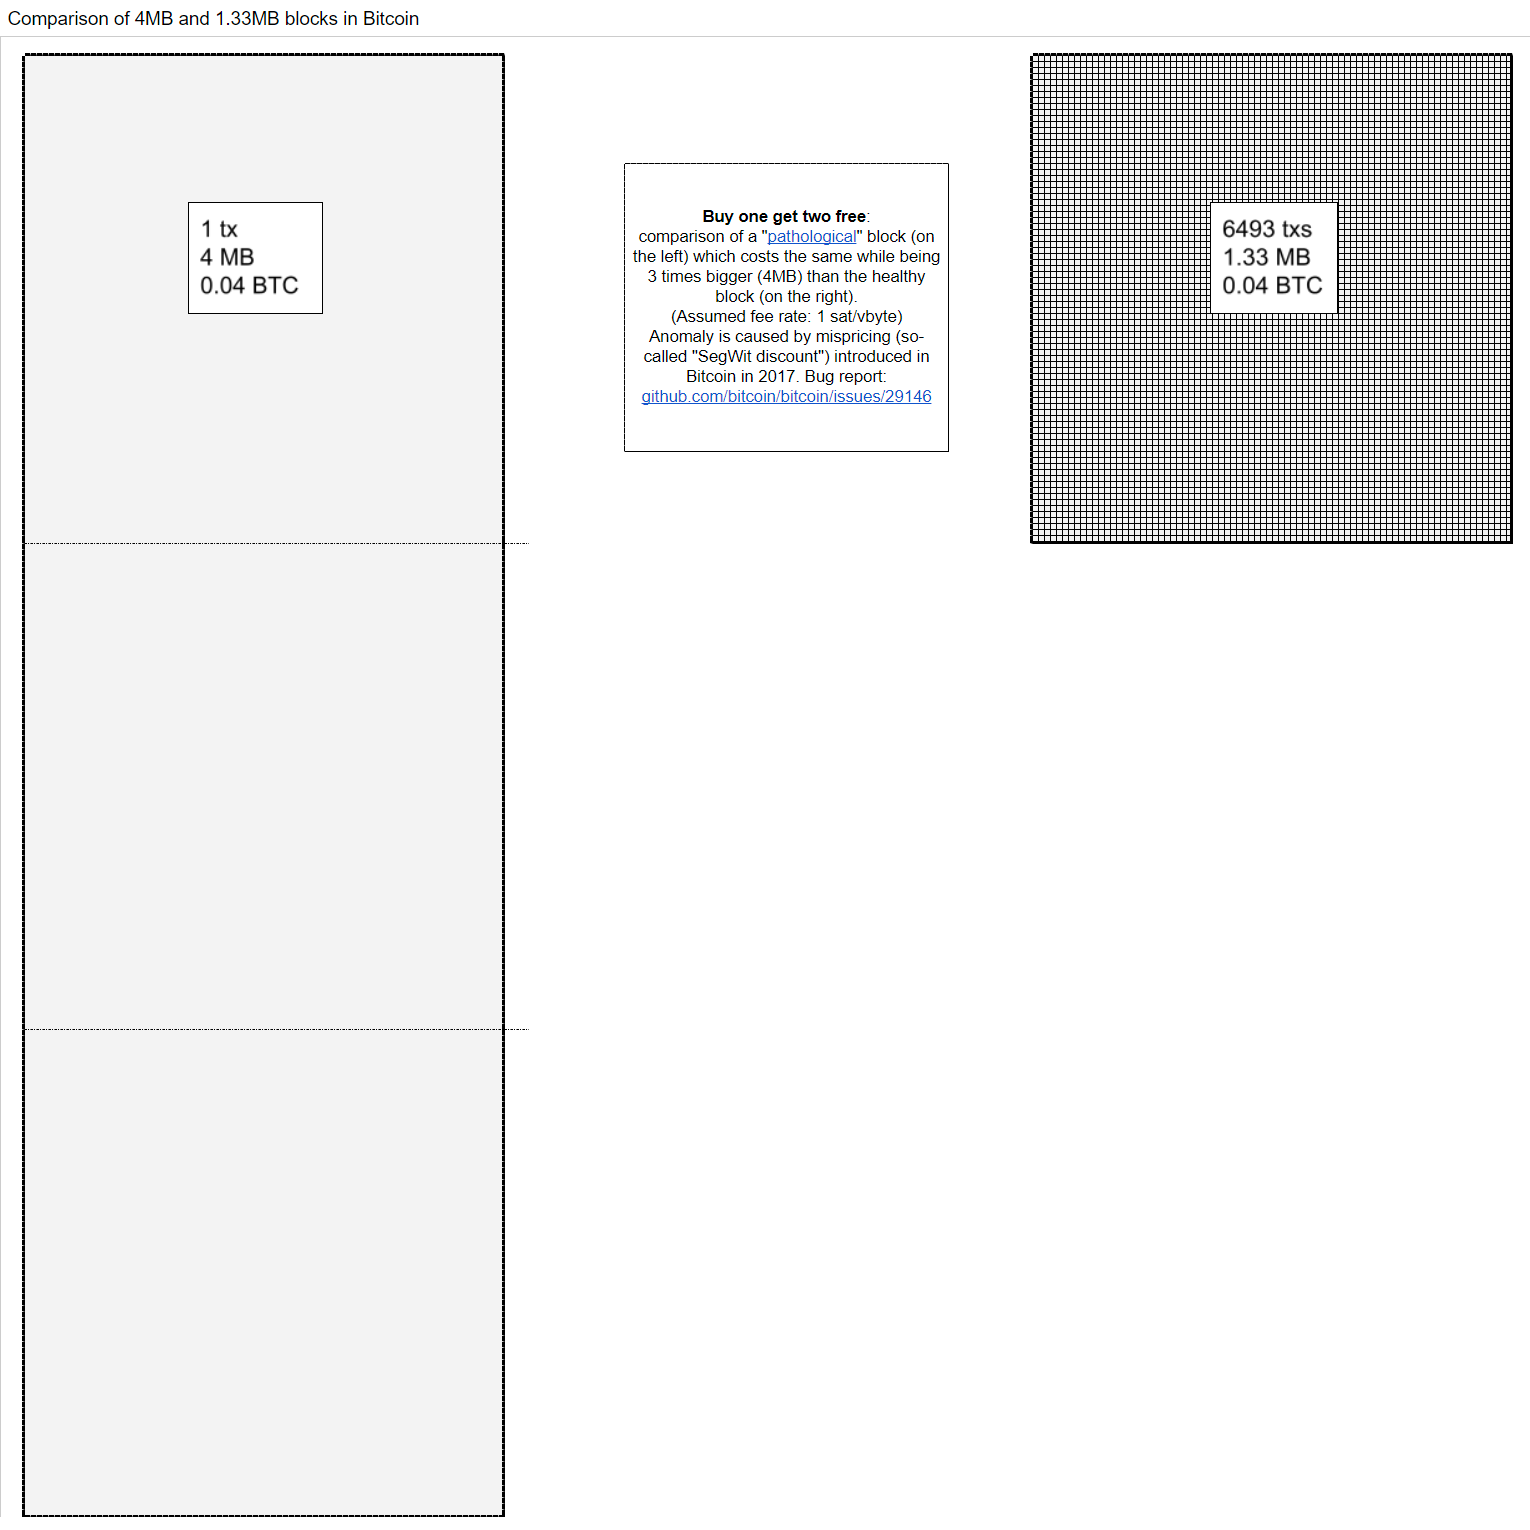 Comparison of 4MB and 1.33MB blocks in Bitcoin
1 tx
4 MB
0.04 BTC
Buy one get two free:
comparison of a "pathological" block (on
the left) which costs the same while being
3 times bigger (4MB) than the healthy
block (on the right).
(Assumed fee rate: 1 sat/vbyte)
Anomaly is caused by mispricing (so-
called "SegWit discount") introduced in
Bitcoin in 2017. Bug report:
github.com/bitcoin/bitcoin/issues/29146
6493 txs
1.33 MB
0.04 BTC